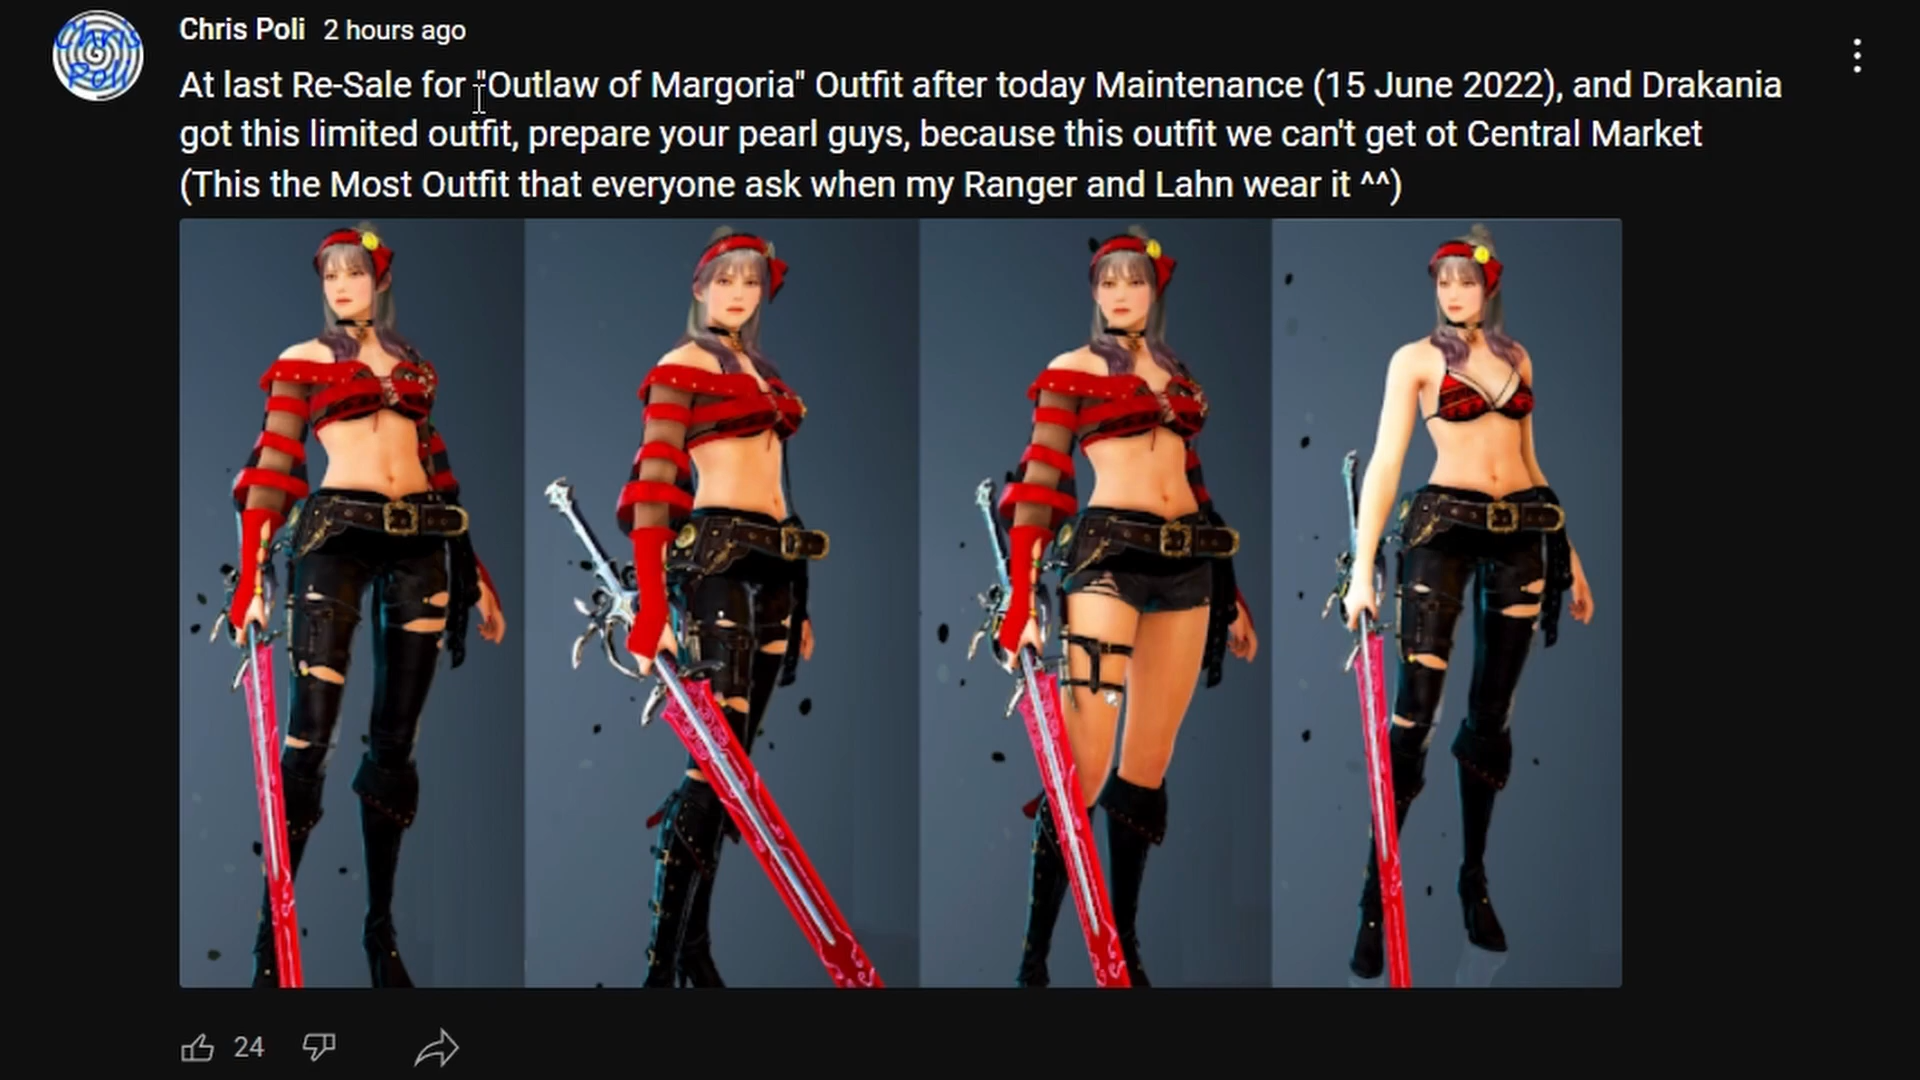 Chris Poli
Chris Poli 2 hours ago
At last Re-Sale for "Outlaw of Margoria" Outfit after today Maintenance (15 June 2022), and Drakania
got this limited outfit, prepare your pearl guys, because this outfit we can't get ot Central Market
(This the Most Outfit that everyone ask when my Ranger and Lahn wear it ^^)
24